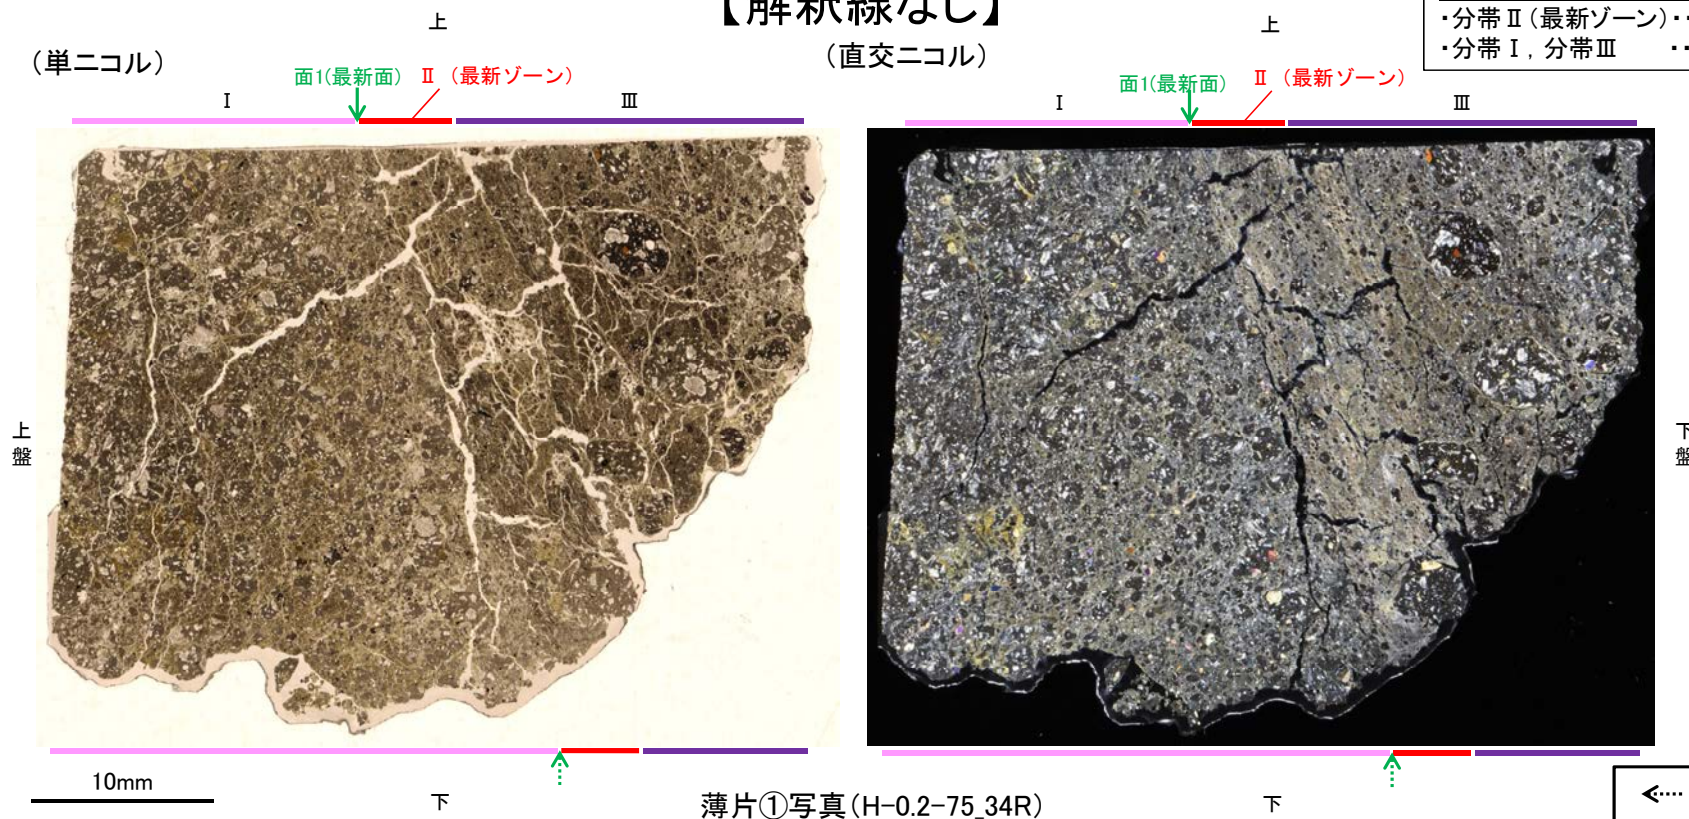 【解釈線なし】
・分帯Ⅱ(最新ゾーン)・・
・分帯Ⅰ，分帯Ⅲ ・・
上
上
(単ニコル)
(直交ニコル)
面1(最新面) Ⅱ (最新ゾーン)
面1(最新面) Ⅱ (最新ゾーン)
Ⅰ Ⅲ
Ⅰ Ⅲ
上盤
下盤
10mm
下
薄片①写真(H-0.2-75_34R)
下